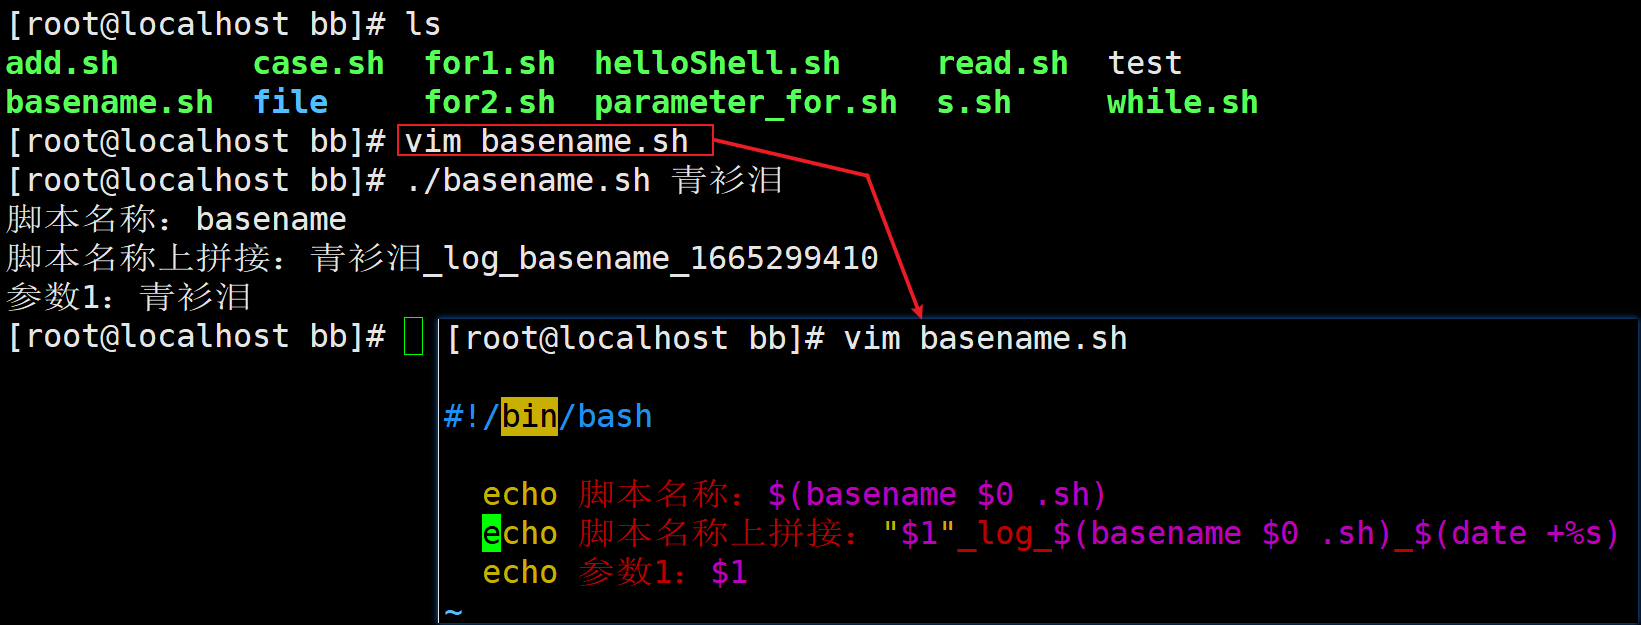 [root@localhost bb]# ls
add.sh case.sh for1.sh helloShell.sh read.sh test
basename.sh file for2.sh parameter_for.sh s.sh while.sh
[root@localhost bb]# vim basename.sh
[root@localhost bb]# ./basename.sh 青衫泪
脚本名称：basename
脚本名称上拼接：青衫泪_log_basename_1665299410
参数1：青衫泪
[root@localhost bb]#
[root@localhost bb]# vim basename.sh
#!/bin/bash
echo 脚本名称：$(basename $0 .sh)
echo 脚本名称上拼接："$1"_log_$(basename $0 .sh)_$(date +%s)
echo 参数1：$1
~